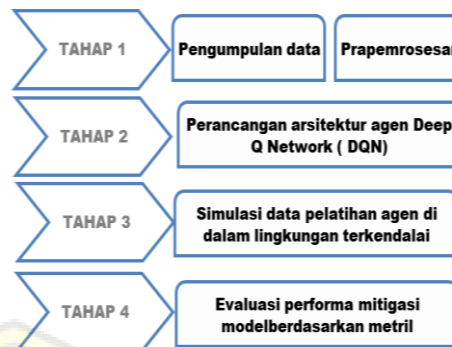 TAHAP 1
Pengumpulan data
TAHAP 2
Perancangan arsitektur agen Deep
Q Network ( DQN)
TAHAP 3
Simulasi data pelatihan agen di
dalam lingkungan terkendalai
TAHAP 4
Evaluasi performa mitigasi
modelberdasarkan metril